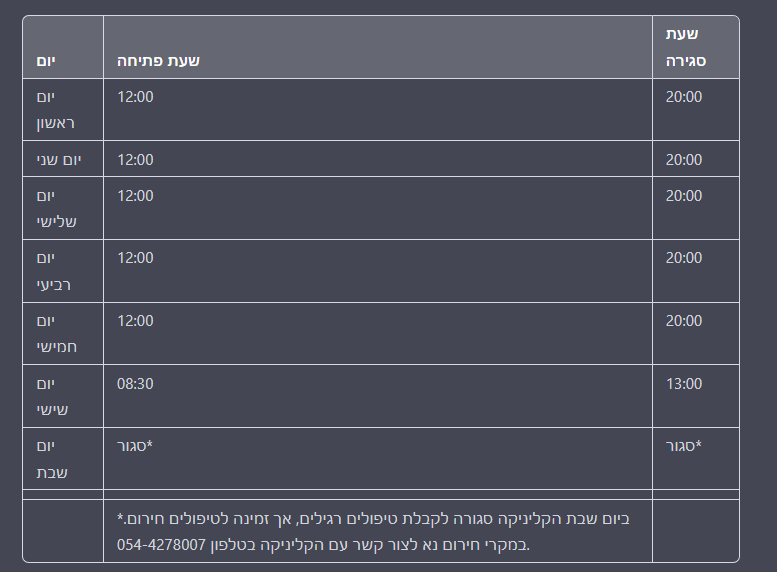 יום שעת פתיחה שעת
סגירה
יום
ראשון 12:00 20:00
יום שני 12:00 20:00
יום
שלישי 12:00 20:00
יום
רביעי 12:00 20:00
יום
חמישי 12:00 20:00
יום
שישי 08:30 13:00
יום
שבת סגור* סגור*
ביום שבת הקליניקה סגורה לקבלת טיפולים רגילים, אך זמינה לטיפולים חירום.*
במקרי חירום נא לצור קשר עם הקליניקה בטלפון 054-4278007.